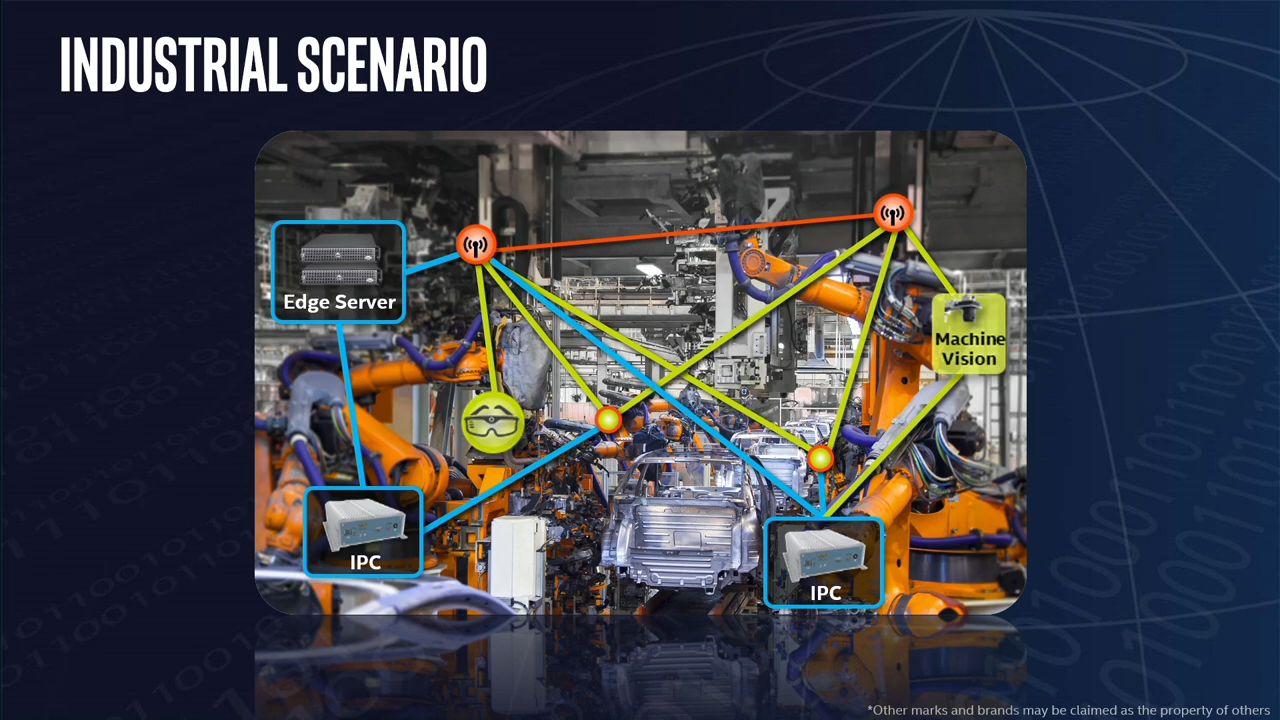 INDUSTRIAL SCENARIO
Edge Server
Machine
Vision
IPC
IPC
*Other marks and brands may be claimed as the property of others